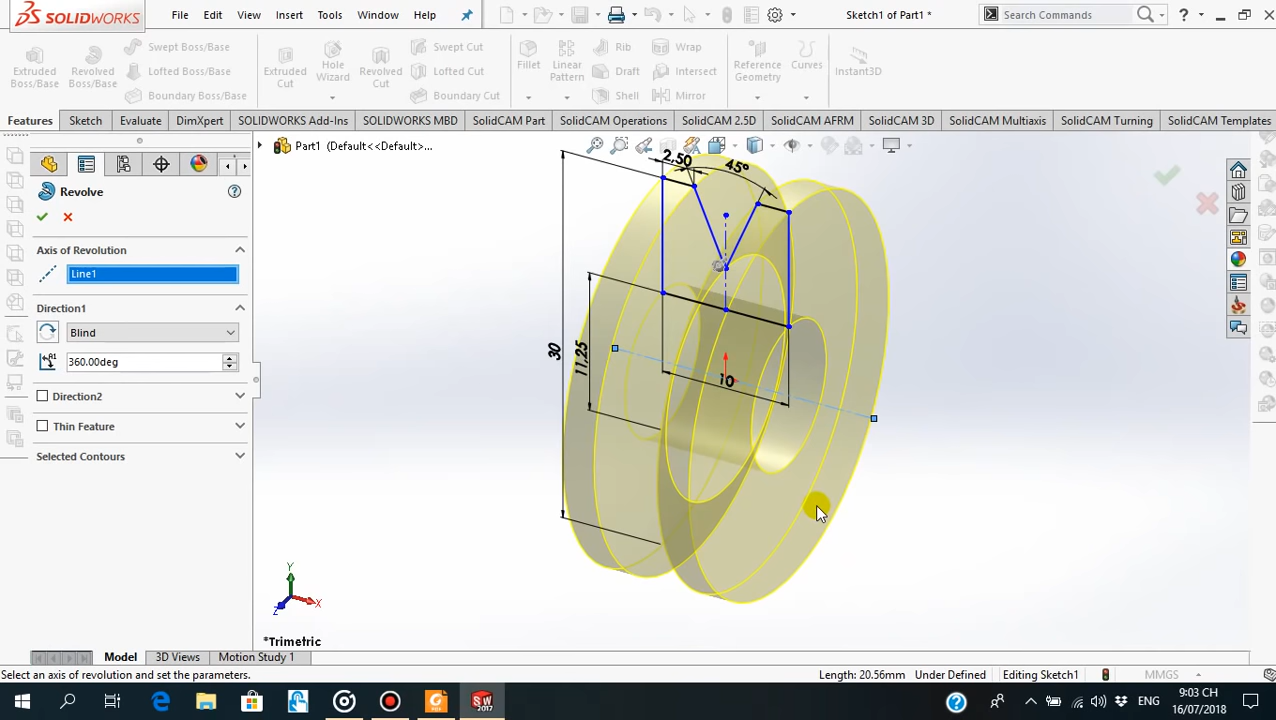 SOLIDWORKS File Edit View Insert Tools Window Help Sketch1 of Part1 * Search Commands ?
Extruded Boss/Base
Revolved Boss/Base
Swept Boss/Base
Lofted Boss/Base
Boundary Boss/Base
Extruded Cut
Hole Wizard
Revolved Cut
Swept Cut
Lofted Cut
Boundary Cut
Fillet
Linear Pattern
Rib
Draft
Shell
Wrap
Intersect
Mirror
Reference Geometry
Curves
Instant3D
Features Sketch Evaluate DimXpert SOLIDWORKS Add-Ins SOLIDWORKS MBD SolidCAM Part SolidCAM Operations SolidCAM 2.5D SolidCAM AFRM SolidCAM 3D SolidCAM Multiaxis SolidCAM Turning SolidCAM Templates
Part1 (Default<<Default>...
Revolve
Axis of Revolution
Line1
Direction1
Blind
360.00deg
Direction2
Thin Feature
Selected Contours
2,50
45°
30
11,25
10
Y
X
Z
*Trimetric
Model 3D Views Motion Study 1
Select an axis of revolution and set the parameters. Length: 20.56mm Under Defined Editing Sketch1 MMGS
SW 2017
ENG
9:03 CH
16/07/2018